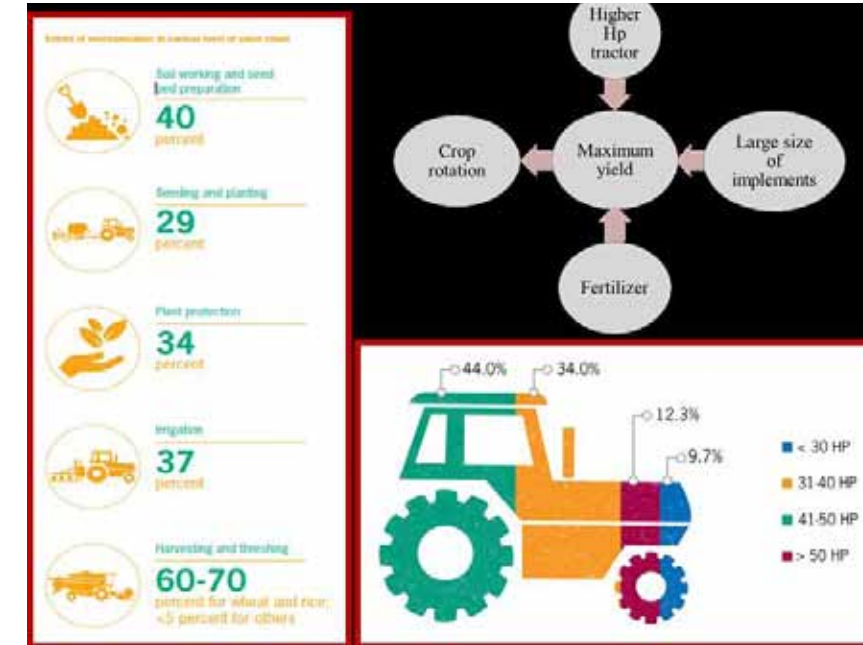 Soil working and seed
bed preparation
40
percent
Seeding and planting
29
percent
Plant protection
34
percent
Irrigation
37
percent
Harvesting and threshing
60-70
percent for wheat and rice;
<5 percent for others
Higher
Hp
tractor
Crop
rotation
Maximum
yield
Large size
of
implements
Fertilizer
44.0%
34.0%
12.3%
9.7%
< 30 HP
31-40 HP
41-50 HP
> 50 HP